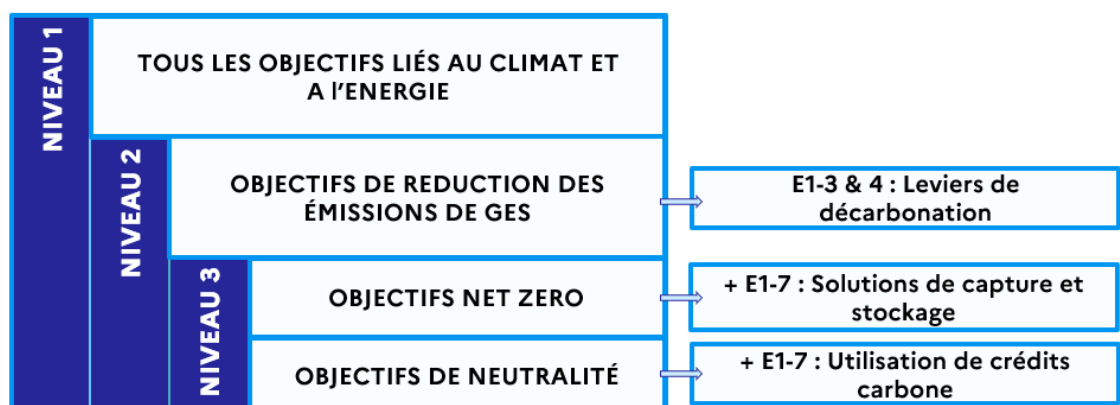 NIVEAU 1
TOUS LES OBJECTIFS LIÉS AU CLIMAT ET
A l’ENERGIE
NIVEAU 2
OBJECTIFS DE REDUCTION DES
ÉMISSIONS DE GES
E1-3 & 4 : Leviers de
décarbonation
NIVEAU 3
OBJECTIFS NET ZERO
+ E1-7 : Solutions de capture et
stockage
OBJECTIFS DE NEUTRALITÉ
+ E1-7 : Utilisation de crédits
carbone